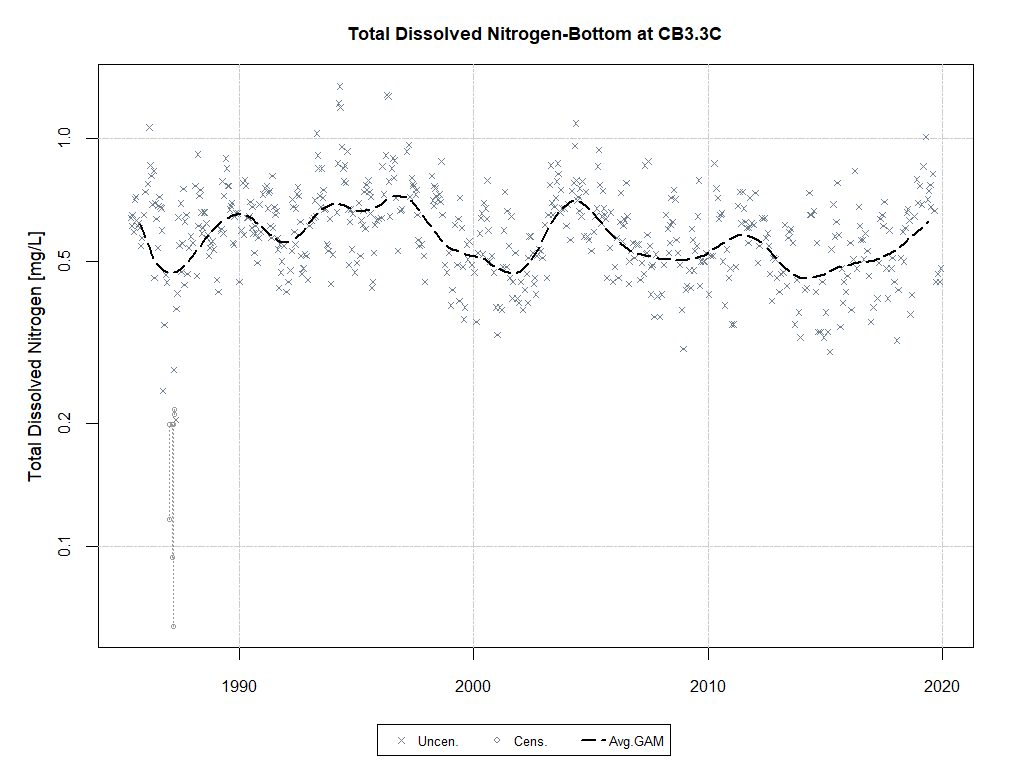 Total Dissolved Nitrogen-Bottom at CB3.3C
Total Dissolved Nitrogen [mg/L]
1.0
0.5
0.2
0.1
1990 2000 2010 2020
Uncen. Cens. Avg.GAM